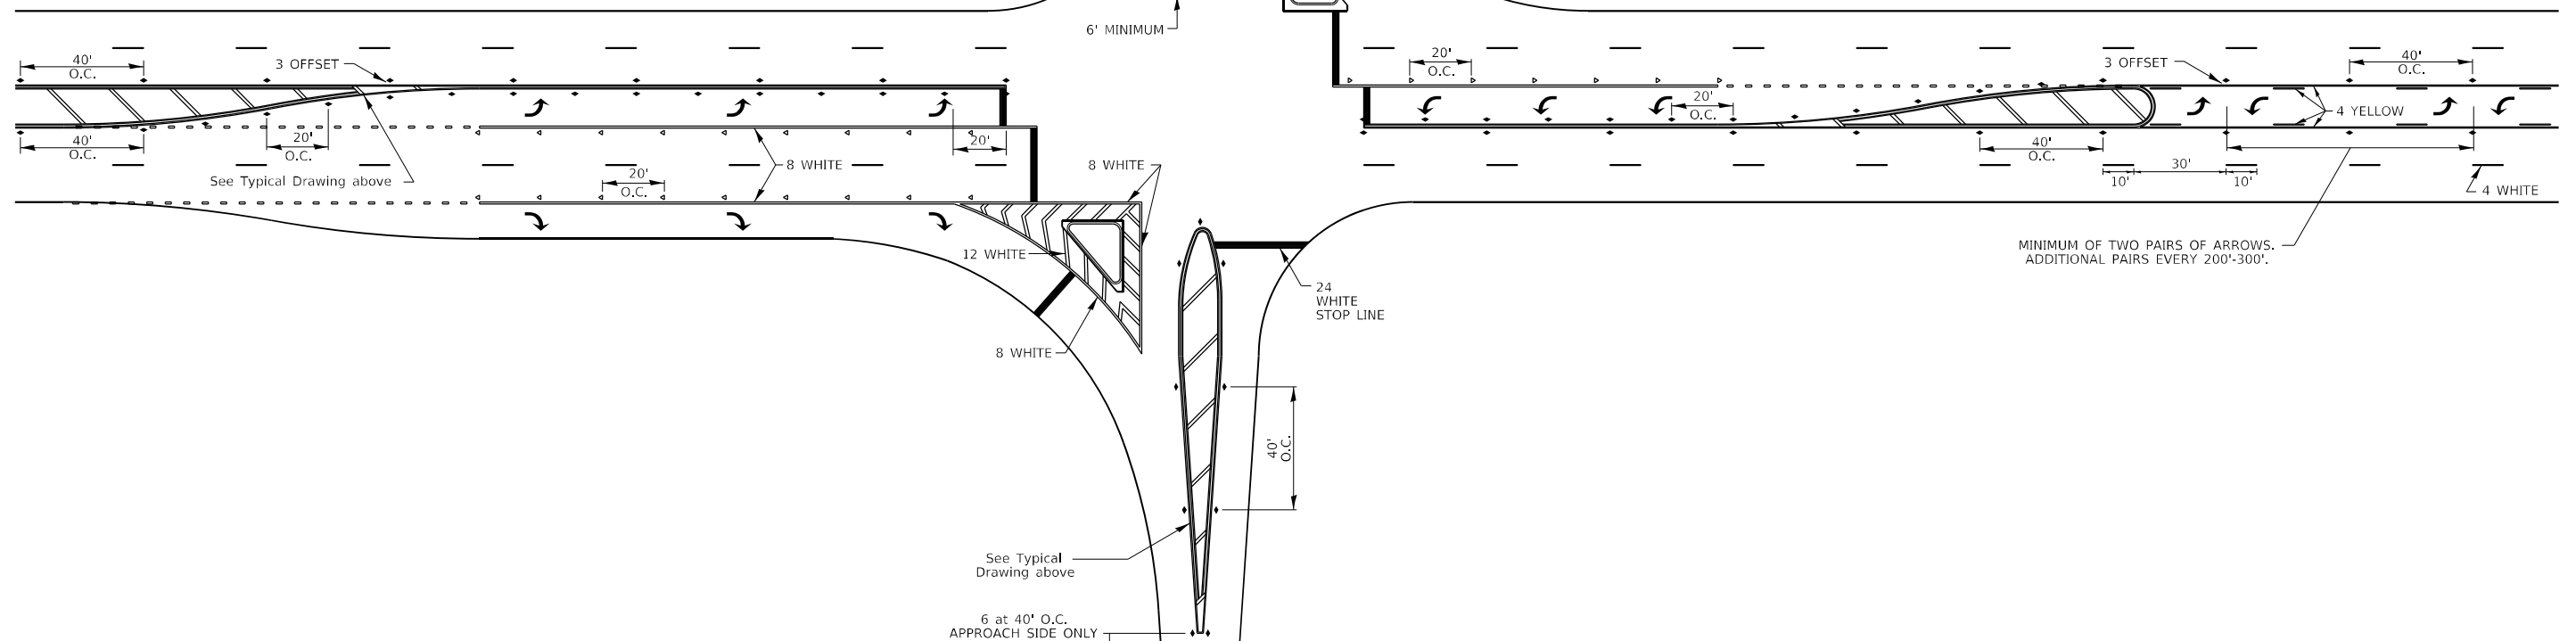 6' MINIMUM
40'
O.C.
3 OFFSET
20'
O.C.
3 OFFSET
40'
O.C.
20'
O.C.
4 YELLOW
40'
O.C.
20'
O.C.
See Typical Drawing above
20'
O.C.
8 WHITE
20'
8 WHITE
40'
O.C.
10'
30'
10'
4 WHITE
12 WHITE
8 WHITE
24
WHITE
STOP LINE
MINIMUM OF TWO PAIRS OF ARROWS.
ADDITIONAL PAIRS EVERY 200'-300'.
40'
O.C.
See Typical
Drawing above
6 at 40' O.C.
APPROACH SIDE ONLY